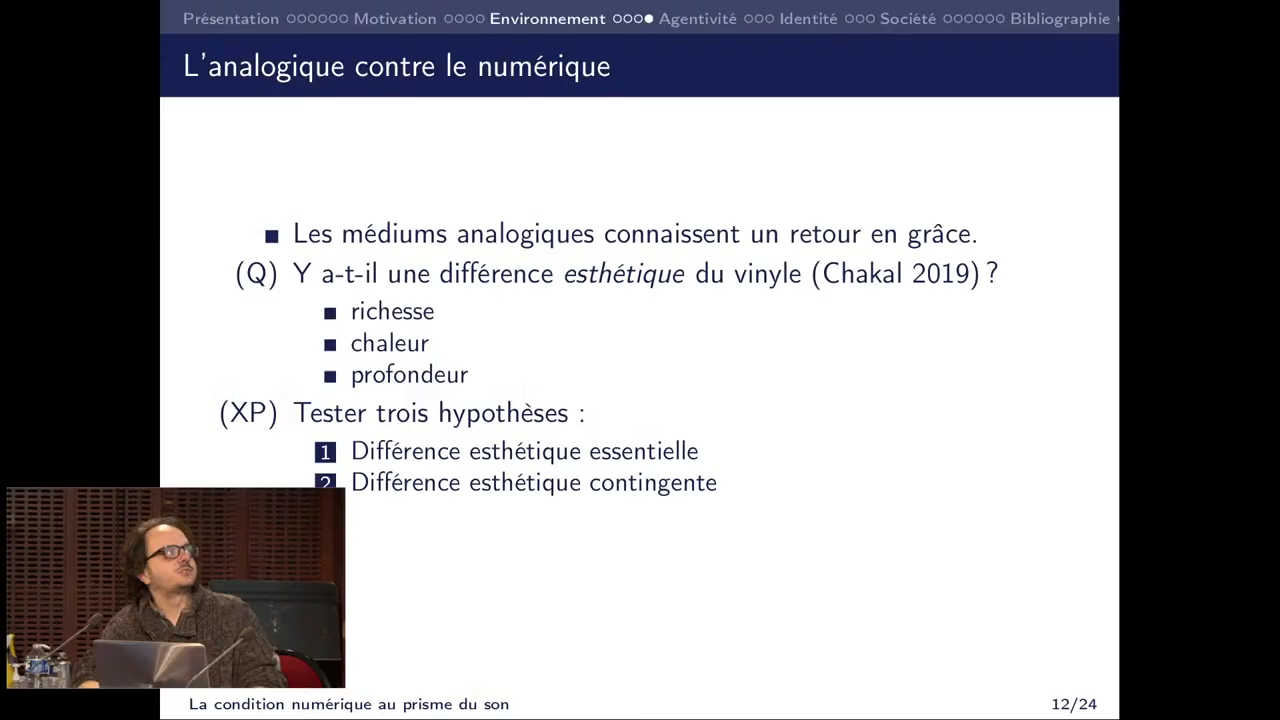 Présentation Motivation Environnement Agentivité Identité Société Bibliographie
L'analogique contre le numérique
■ Les médiums analogiques connaissent un retour en grâce.
(Q) Y a-t-il une différence esthétique du vinyle (Chakal 2019) ?
■ richesse
■ chaleur
■ profondeur
(XP) Tester trois hypothèses :
1 Différence esthétique essentielle
2 Différence esthétique contingente
La condition numérique au prisme du son 12/24